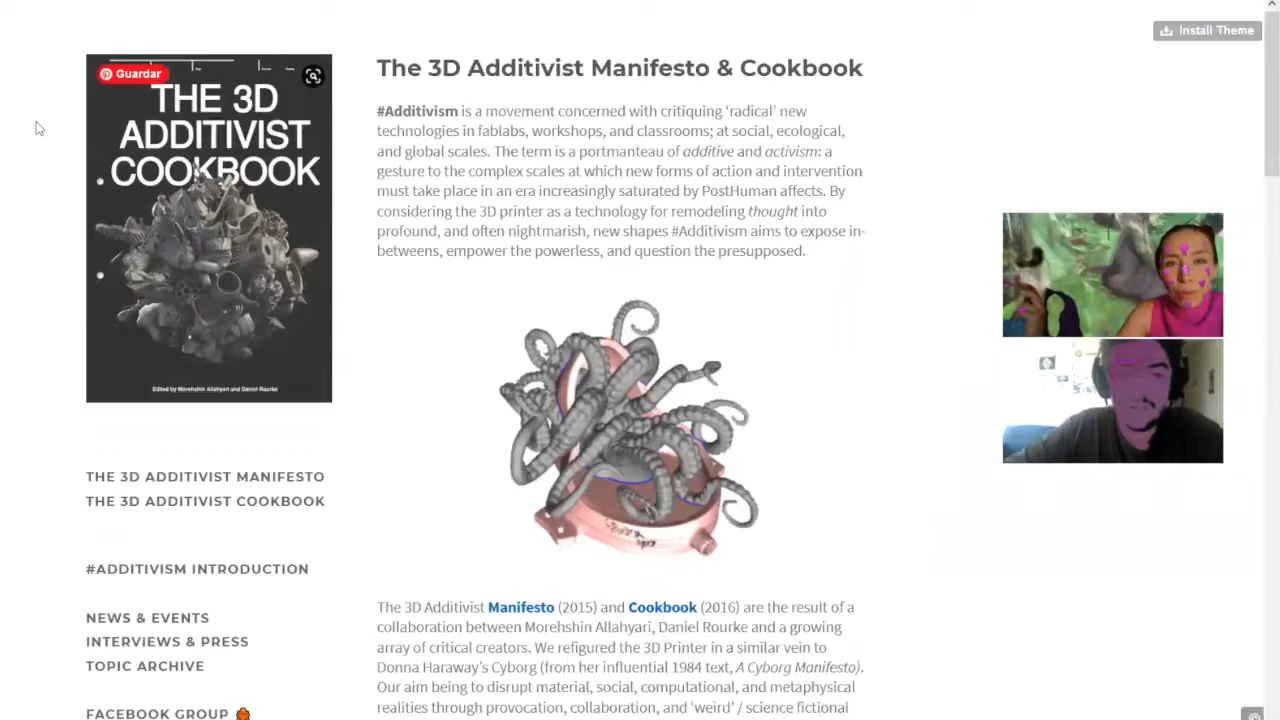 Install Theme
Guardar
THE 3D
ADDITIVIST
COOKBOOK
Edited by Morehshin Allahyari and Daniel Rourke
THE 3D ADDITIVIST MANIFESTO
THE 3D ADDITIVIST COOKBOOK
#ADDITIVISM INTRODUCTION
NEWS & EVENTS
INTERVIEWS & PRESS
TOPIC ARCHIVE
FACEBOOK GROUP
The 3D Additivist Manifesto & Cookbook
#Additivism is a movement concerned with critiquing ‘radical’ new
technologies in fablabs, workshops, and classrooms; at social, ecological,
and global scales. The term is a portmanteau of additive and activism: a
gesture to the complex scales at which new forms of action and intervention
must take place in an era increasingly saturated by PostHuman affects. By
considering the 3D printer as a technology for remodeling thought into
profound, and often nightmarish, new shapes #Additivism aims to expose in-
betweens, empower the powerless, and question the presupposed.
The 3D Additivist Manifesto (2015) and Cookbook (2016) are the result of a
collaboration between Morehshin Allahyari, Daniel Rourke and a growing
array of critical creators. We refigured the 3D Printer in a similar vein to
Donna Haraway’s Cyborg (from her influential 1984 text, A Cyborg Manifesto).
Our aim being to disrupt material, social, computational, and metaphysical
realities through provocation, collaboration, and ‘weird’ / science fictional